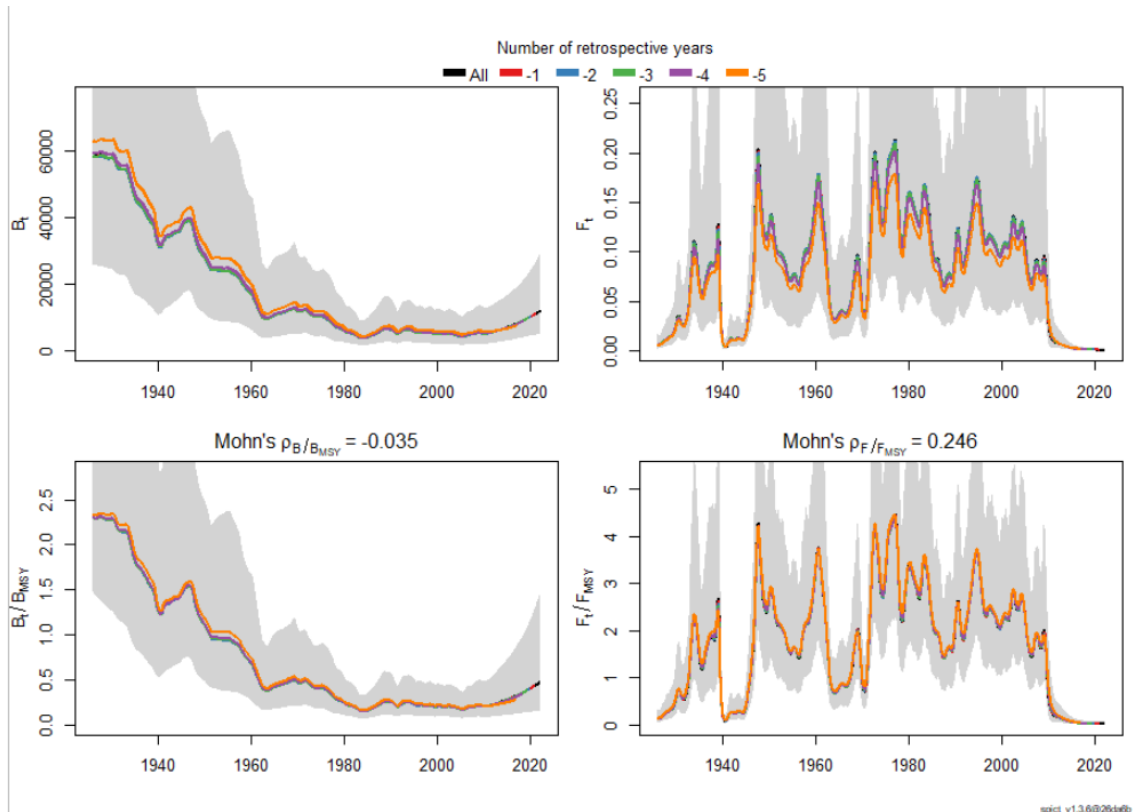 Number of retrospective years
All -1 -2 -3 -4 -5
Bt
60000
40000
20000
0
1940 1960 1980 2000 2020
Ft
0.25
0.20
0.15
0.10
0.05
0.00
1940 1960 1980 2000 2020
Mohn's ρB/BMSY = -0.035
Bt/BMSY
2.5
2.0
1.5
1.0
0.5
0.0
1940 1960 1980 2000 2020
Mohn's ρF/FMSY = 0.246
Ft/FMSY
5
4
3
2
1
0
1940 1960 1980 2000 2020